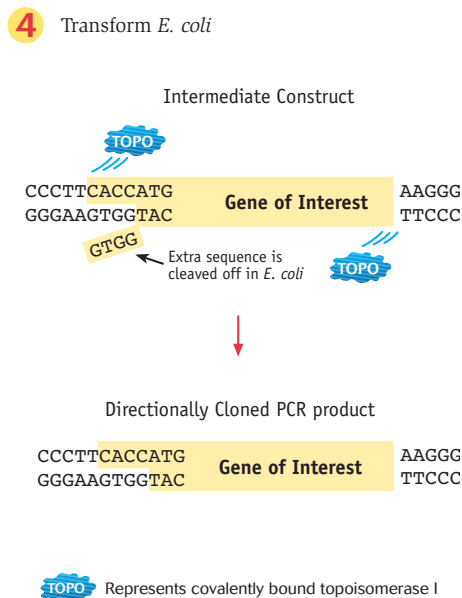 4 Transform E. coli
Intermediate Construct
TOPO
CCCTTCACCATG Gene of Interest AAGGG
GGGAAGTGGTAC TTCCC
GTGG
Extra sequence is
cleaved off in E. coli
TOPO
Directionally Cloned PCR product
CCCTTCACCATG Gene of Interest AAGGG
GGGAAGTGGTAC TTCCC
TOPO Represents covalently bound topoisomerase I